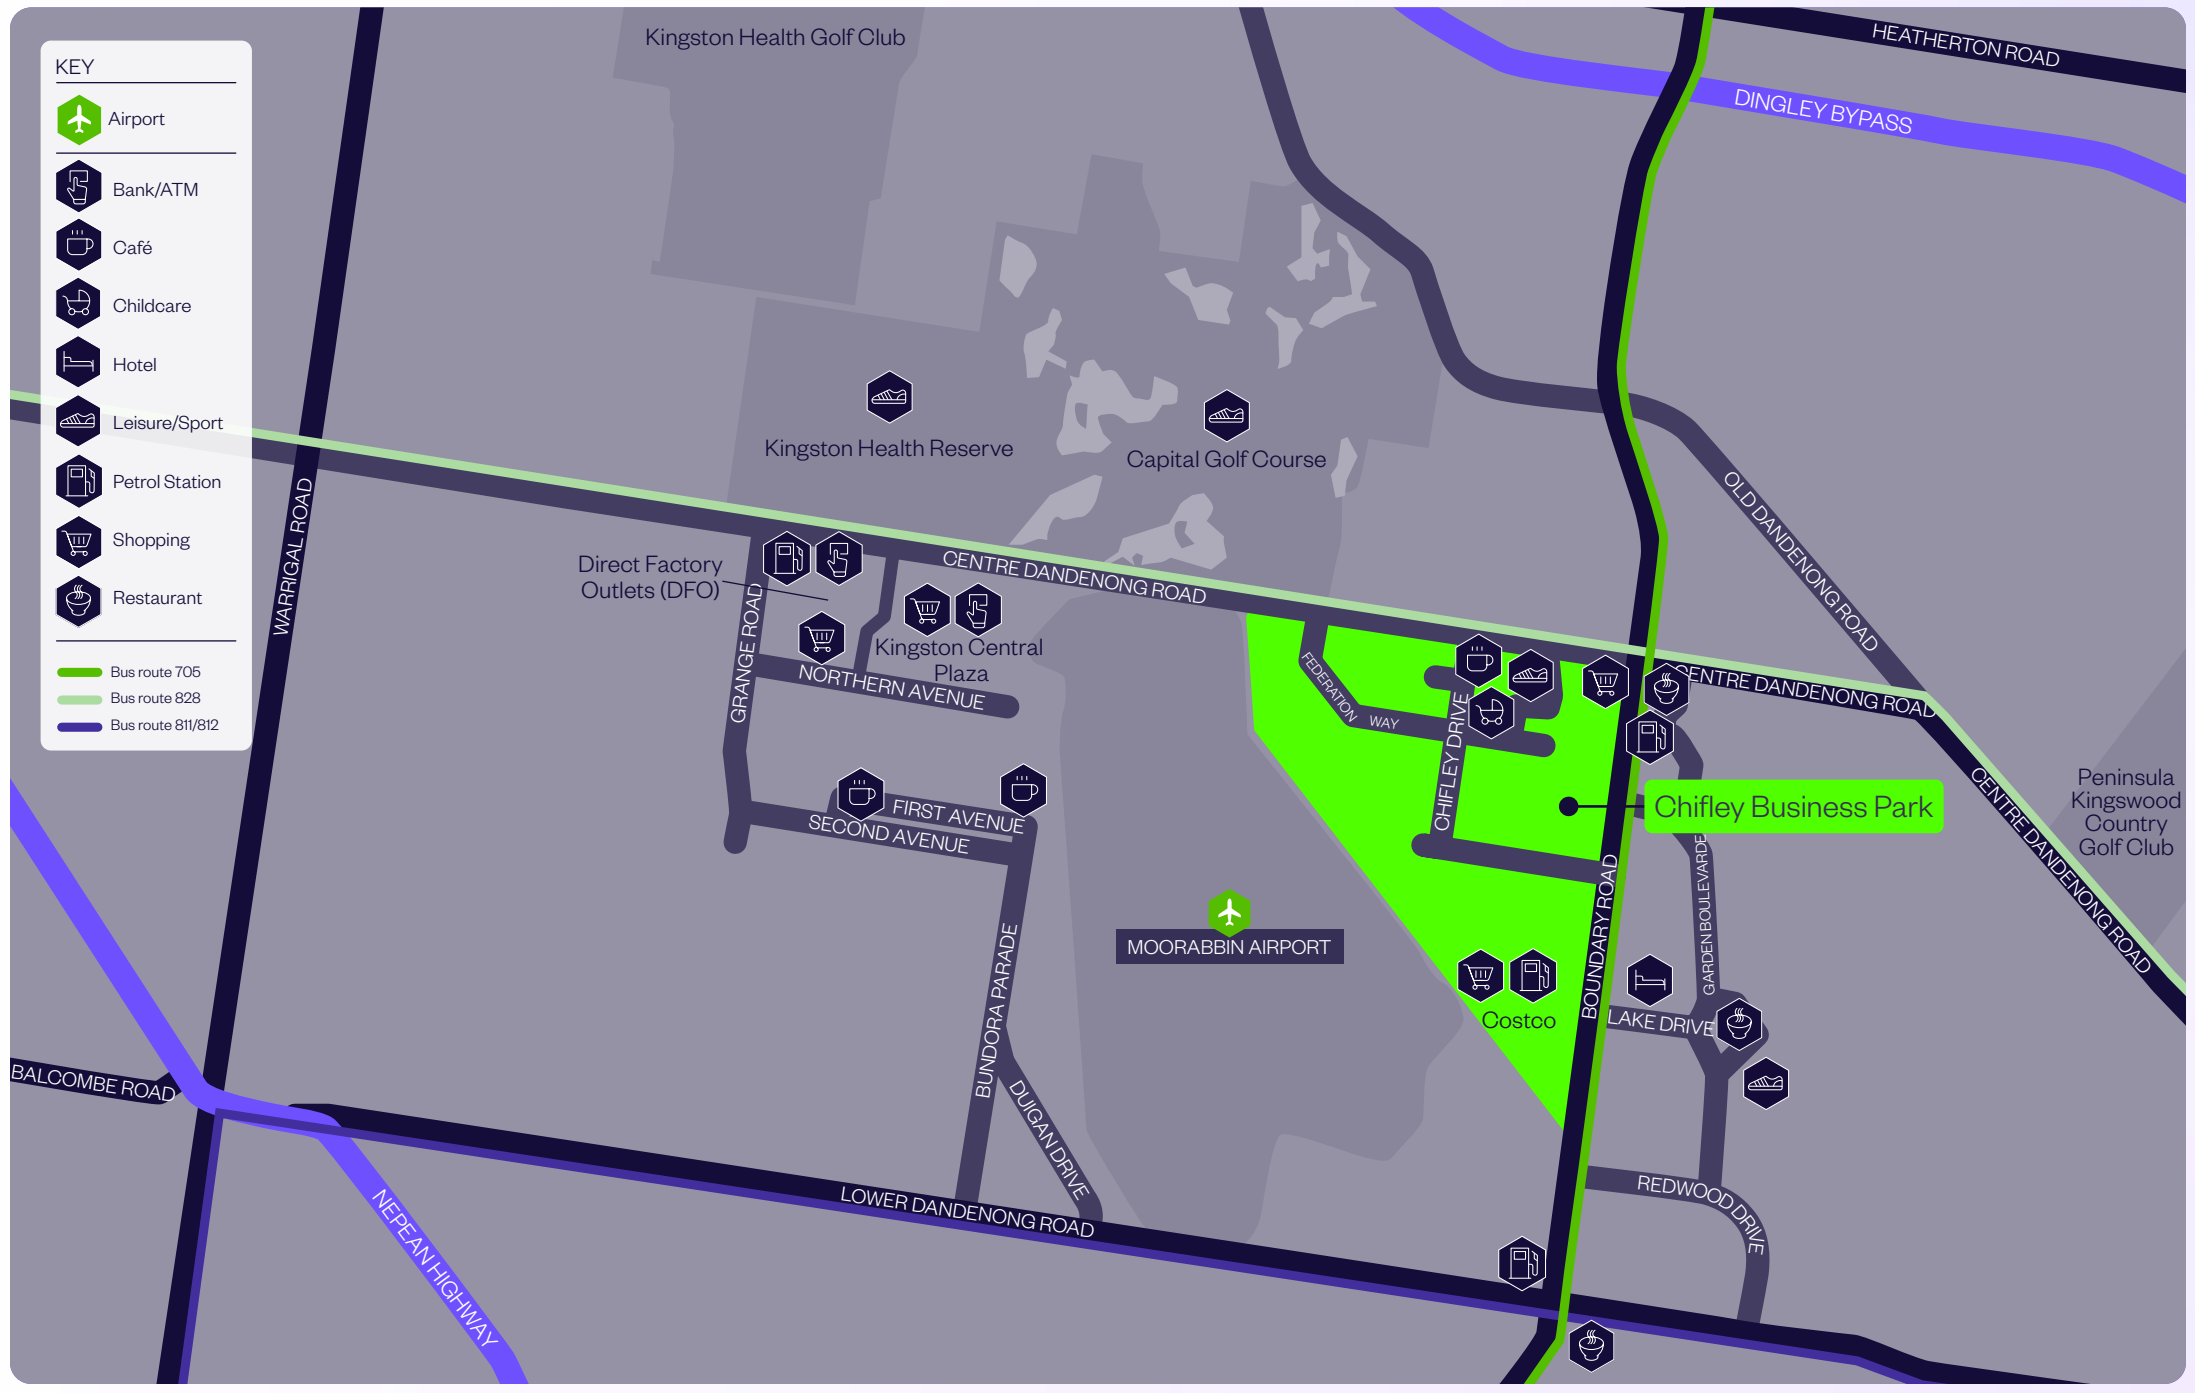 KEY
Airport
Bank/ATM
Café
Childcare
Hotel
Leisure/Sport
Petrol Station
Shopping
Restaurant
Bus route 705
Bus route 828
Bus route 811/812
Kingston Health Golf Club
HEATHERTON ROAD
DINGLEY BYPASS
Kingston Health Reserve
Capital Golf Course
WARRIGAL ROAD
OLD DANDENONG ROAD
Direct Factory
Outlets (DFO)
CENTRE DANDENONG ROAD
GRANGE ROAD
Kingston Central
Plaza
NORTHERN AVENUE
FEDERATION
WAY
CHIFLEY DRIVE
CENTRE DANDENONG ROAD
CENTRE DANDENONG ROAD
Peninsula
Kingswood
Country
Golf Club
Chifley Business Park
FIRST AVENUE
SECOND AVENUE
BOUNDARY ROAD
GARDEN BOULEVARDE
MOORABBIN AIRPORT
BUNDORA PARADE
Costco
LAKE DRIVE
BALCOMBE ROAD
DUIGAN DRIVE
LOWER DANDENONG ROAD
REDWOOD DRIVE
NEPEAN HIGHWAY